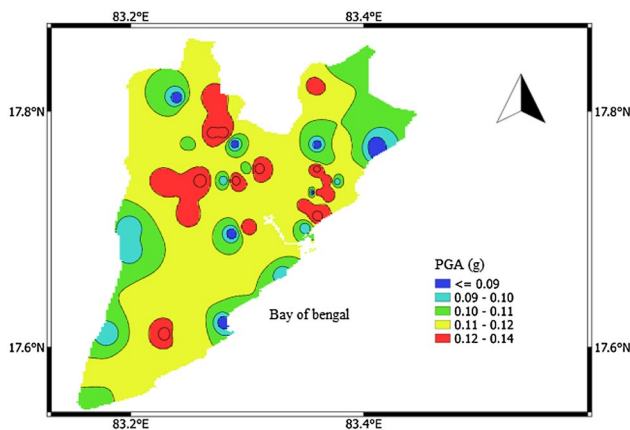 83.2°E 83.4°E
17.8°N 17.8°N
PGA (g)
<= 0.09
0.09 - 0.10
0.10 - 0.11
0.11 - 0.12
0.12 - 0.14
Bay of bengal
17.6°N 17.6°N
83.2°E 83.4°E